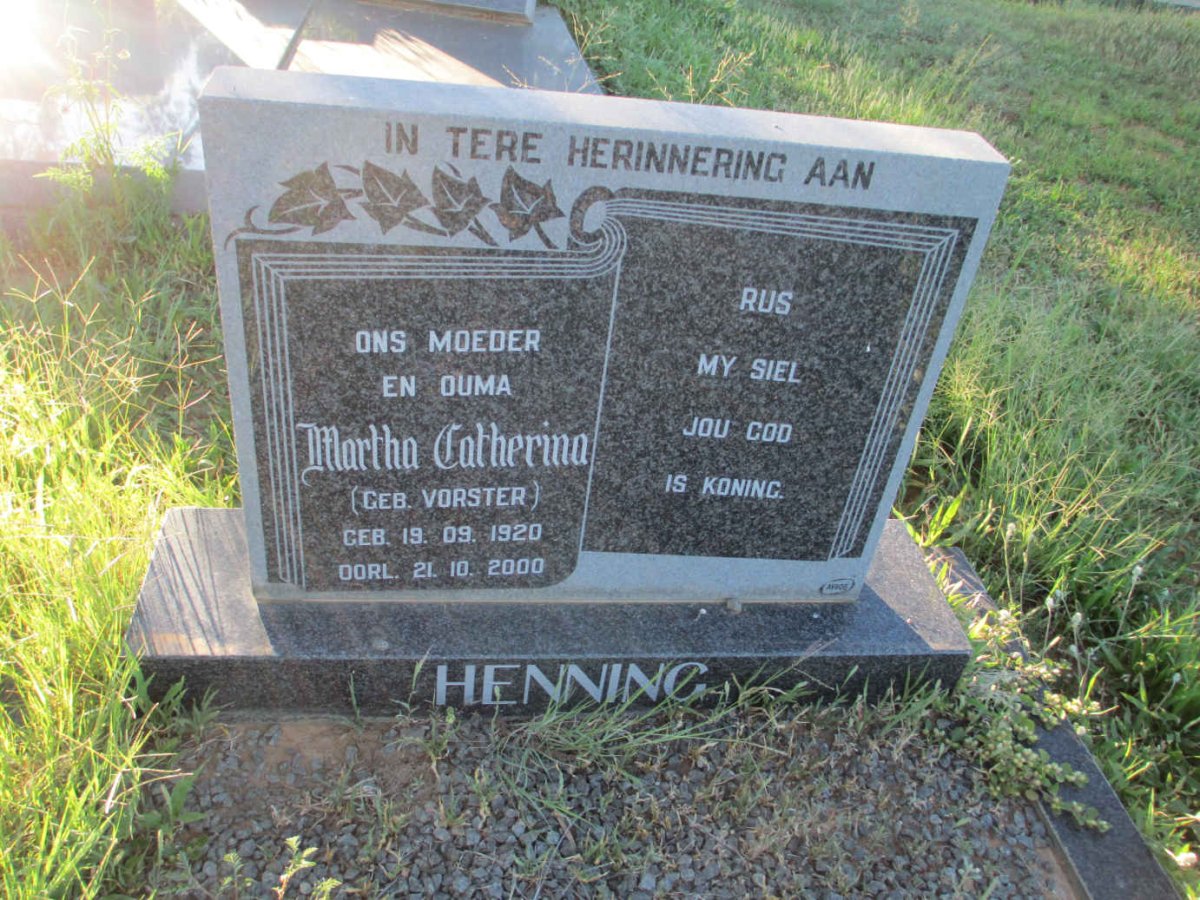 IN TERE HERINNERING AAN
ONS MOEDER
EN OUMA
Martha Catherina
(GEB. VORSTER)
GEB. 19. 09. 1920
OORL. 21. 10. 2000
RUS
MY SIEL
JOU GOD
IS KONING.
HENNING